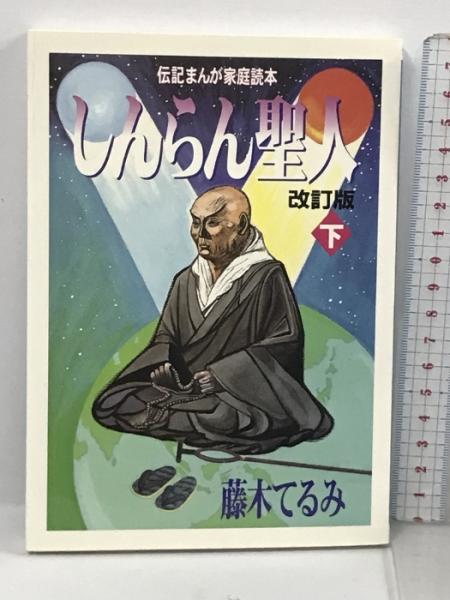 伝記まんが家庭読本
しんらん聖人
改訂版
下
藤木てるみ